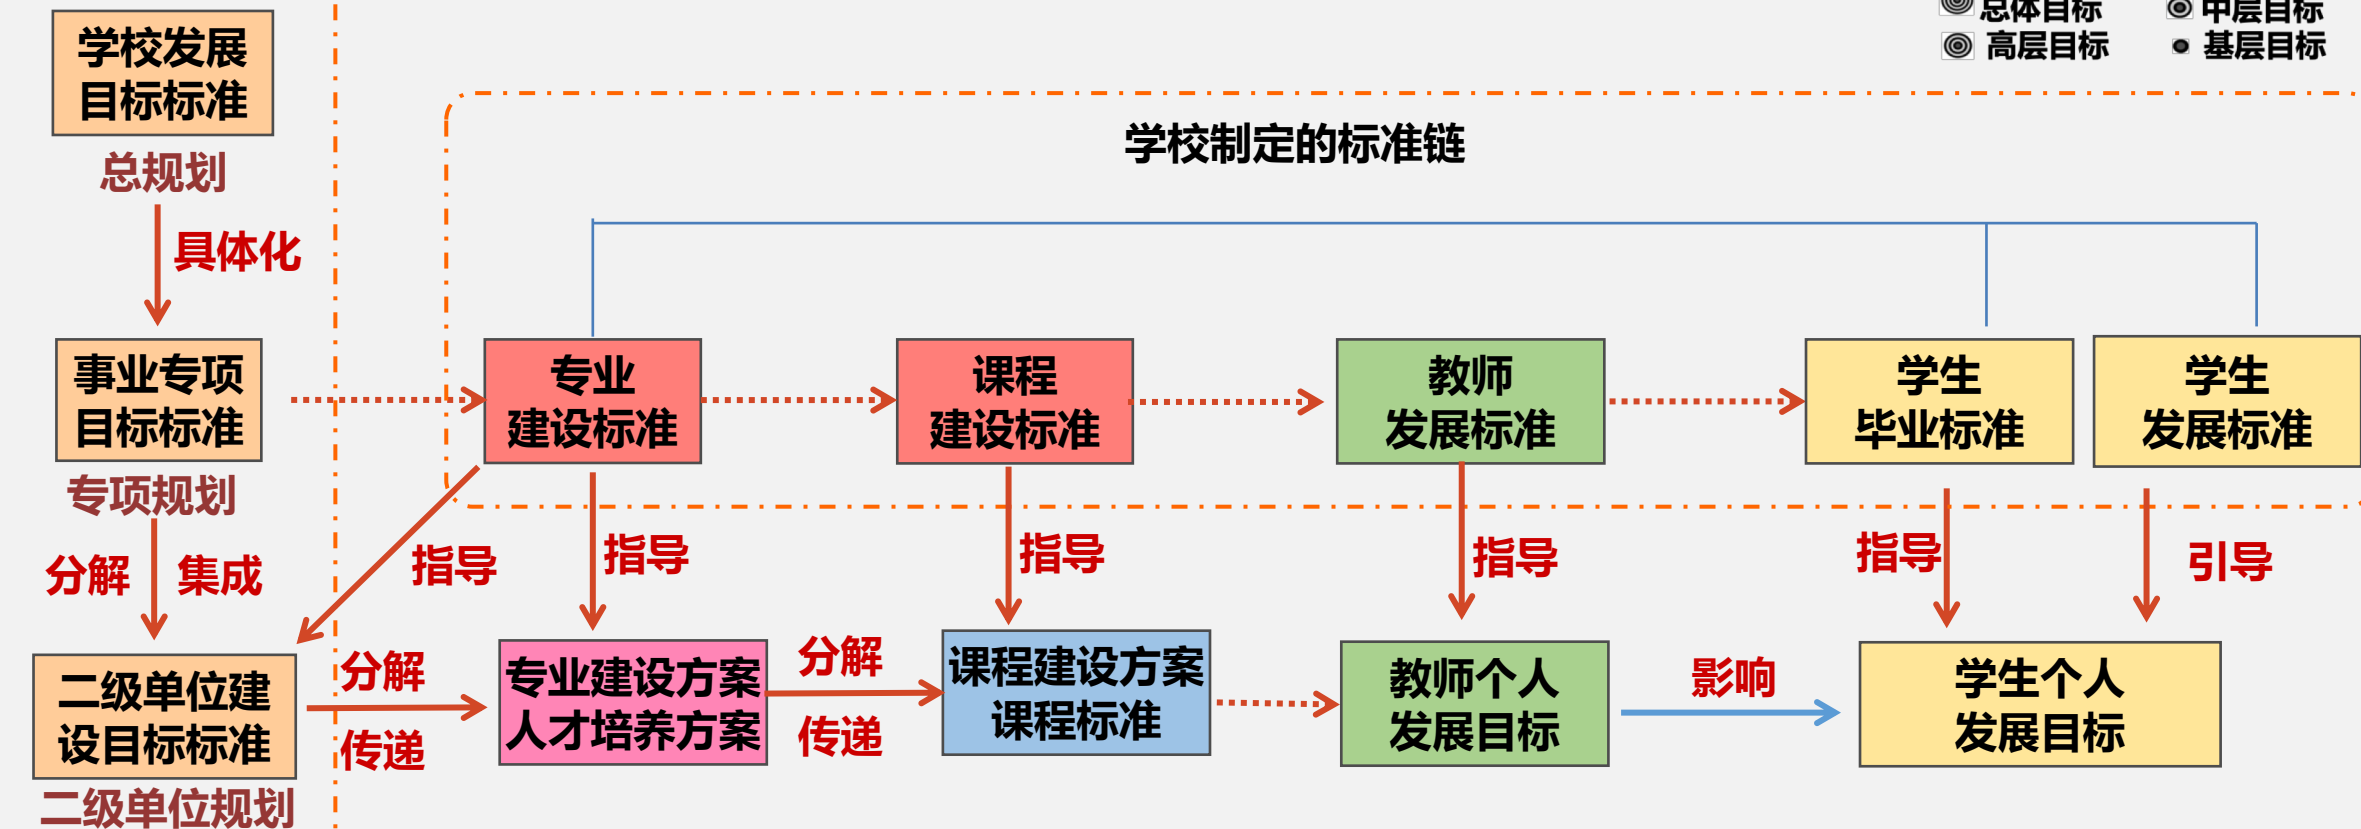 学校发展
目标标准
总规划
具体化
总体目标
中层目标
高层目标
基层目标
学校制定的标准链
事业专项
目标标准
专项规划
专业
建设标准
课程
建设标准
教师
发展标准
学生
毕业标准
学生
发展标准
分解
集成
指导
指导
指导
指导
指导
引导
二级单位建
设目标标准
二级单位规划
分解
传递
专业建设方案
人才培养方案
分解
传递
课程建设方案
课程标准
教师个人
发展目标
影响
学生个人
发展目标